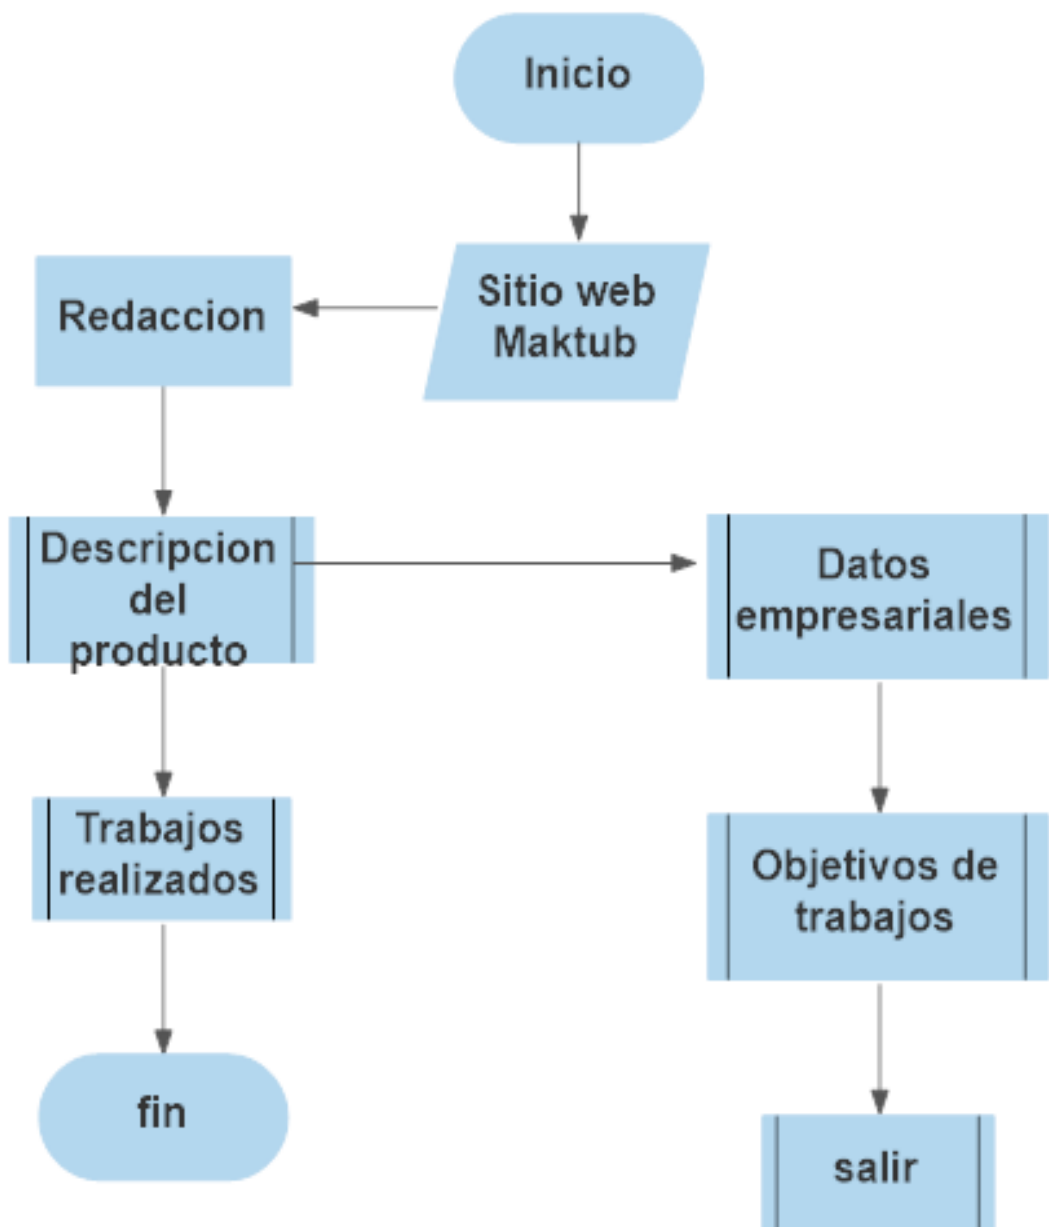 Inicio
Sitio web
Maktub
Redaccion
Descripcion
del
producto
Datos
empresariales
Trabajos
realizados
Objetivos de
trabajos
fin
salir